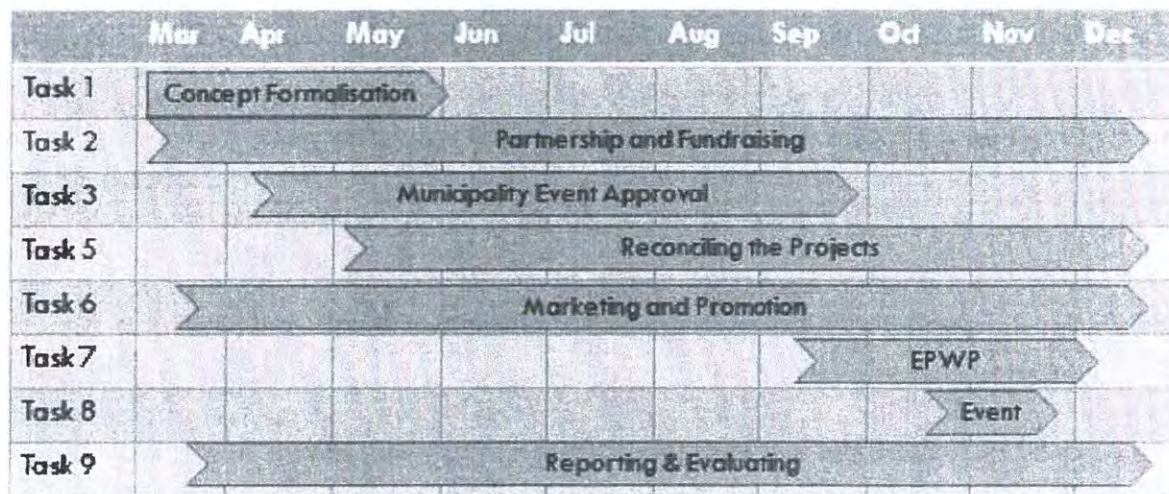 Mar Apr May Jun Jul Aug Sep Oct Nov Dec
Task 1 Concept Formalisation
Task 2 Partnership and Fundraising
Task 3 Municipality Event Approval
Task 5 Reconciling the Projects
Task 6 Marketing and Promotion
Task 7 EPWP
Task 8 Event
Task 9 Reporting & Evaluating